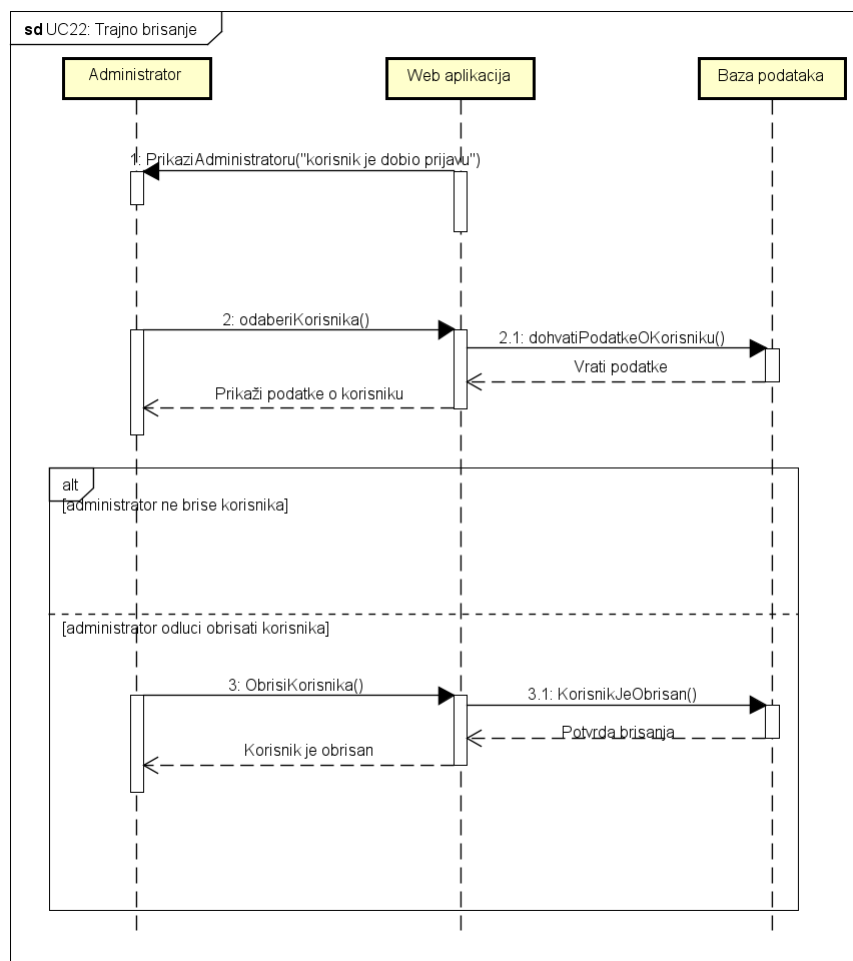 sd UC22: Trajno brisanje
Administrator
Web aplikacija
Baza podataka
1: PrikaziAdministratoru("korisnik je dobio prijavu")
2: odaberiKorisnika()
2.1: dohvatiPodatkeOKorisniku()
Vrati podatke
Prikaži podatke o korisniku
alt
[administrator ne brise korisnika]
[administrator odluci obrisati korisnika]
3: ObrisiKorisnika()
3.1: KorisnikJeObrisan()
Potvrda brisanja
Korisnik je obrisan